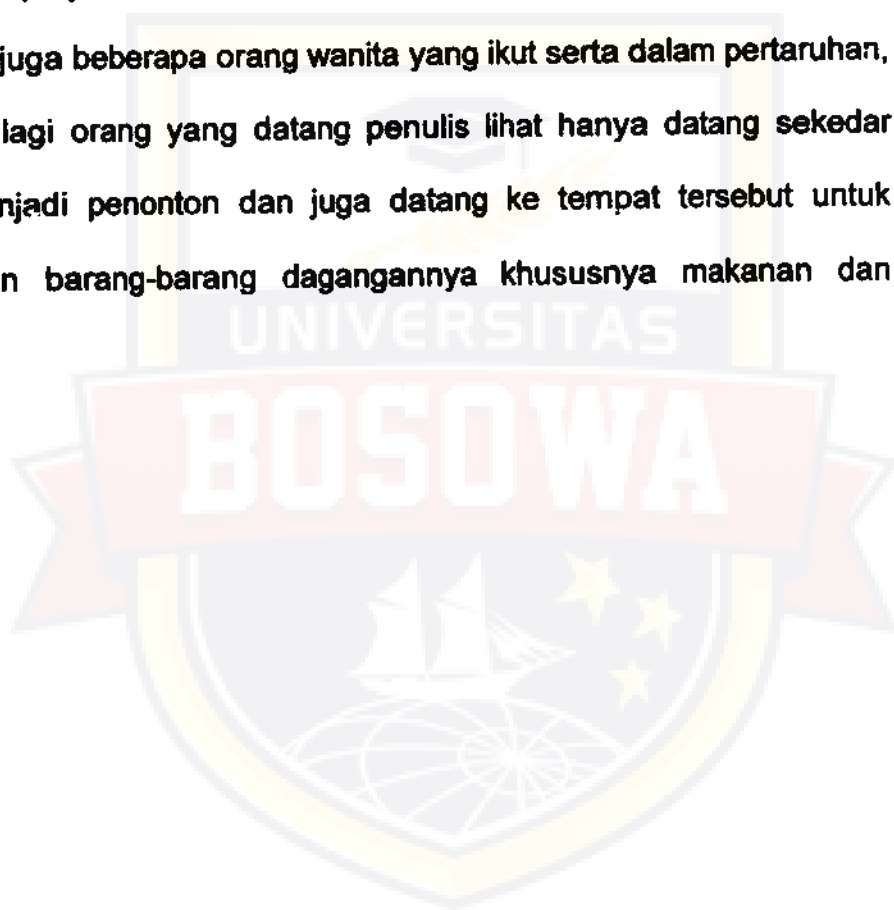 juga beberapa orang wanita yang ikut serta dalam pertaruhan,
lagi orang yang datang penulis lihat hanya datang sekedar
njadi penonton dan juga datang ke tempat tersebut untuk
n barang-barang dagangannya khususnya makanan dan
UNIVERSITAS
BOSOWA